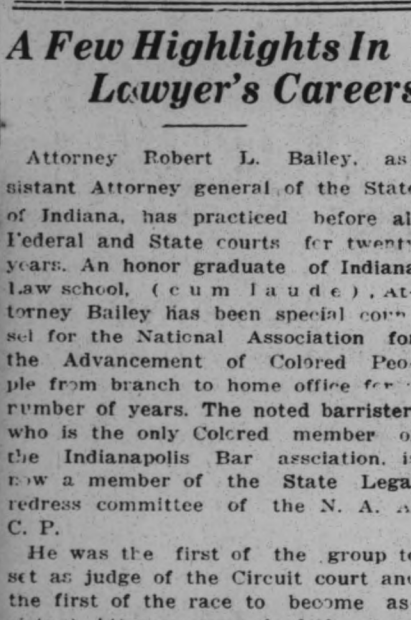 A Few Highlights In
Lawyer's Careers
Attorney Robert L. Bailey, as
sistant Attorney general of the State
of Indiana, has practiced before al
Federal and State courts for twenty
years. An honor graduate of Indiana
Law school, (cum laude), At-
torney Bailey has been special coun
sel for the National Association for
the Advancement of Colored Peo
ple from branch to home office for
number of years. The noted barrister
who is the only Colored member o
the Indianapolis Bar assciation, is
now a member of the State Lega
redress committee of the N. A. A
C. P.
He was the first of the group to
set as judge of the Circuit court and
the first of the race to become as